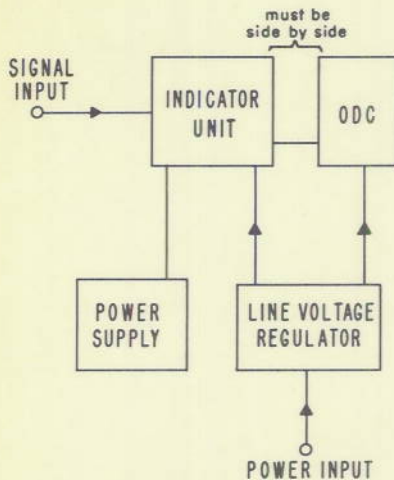 must be
side by side
SIGNAL
INPUT
INDICATOR
UNIT
ODC
POWER
SUPPLY
LINE VOLTAGE
REGULATOR
POWER INPUT